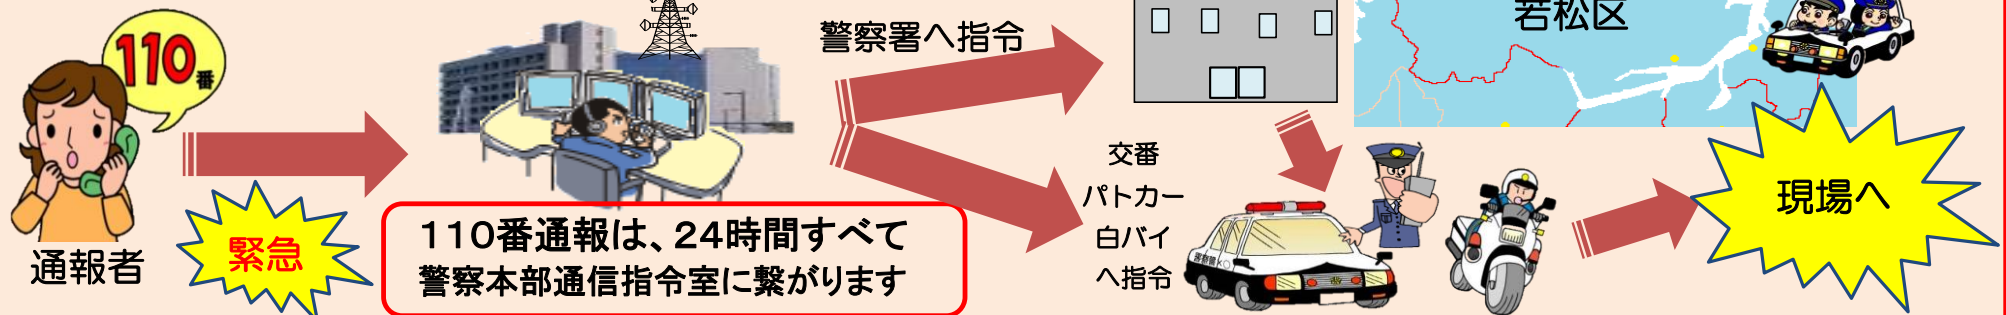 110
番
通報者
緊急
110番通報は、24時間すべて
警察本部通信指令室に繋がります
警察署へ指令
交番
パトカー
白バイ
へ指令
若松区
現場へ